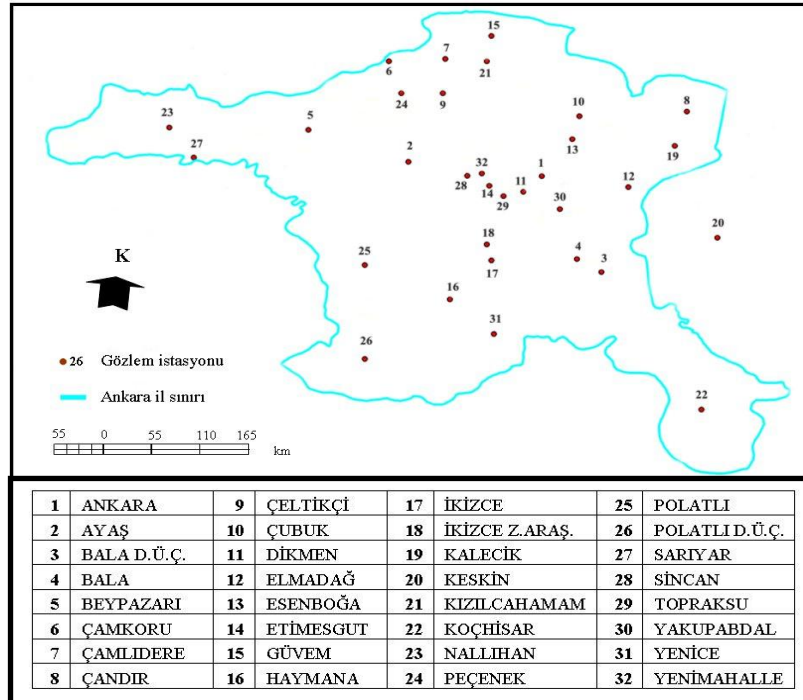 15
7
6
21
24
9
23
5
10
8
27
2
13
19
32
1
28
14
11
12
29
30
18
20
K
25
17
4
3
16
31
26
22
26 Gözlem istasyonu
Ankara il sınırı
55 0 55 110 165
km
1 ANKARA 9 ÇELTİKÇİ 17 İKİZCE 25 POLATLI
2 AYAŞ 10 ÇUBUK 18 İKİZCE Z.ARAŞ. 26 POLATLI D.Ü.Ç.
3 BALA D.Ü.Ç. 11 DİKMEN 19 KALECİK 27 SARIYAR
4 BALA 12 ELMADAĞ 20 KESKİN 28 SİNCAN
5 BEYPAZARI 13 ESENBOĞA 21 KIZILCAHAMAM 29 TOPRAKSU
6 ÇAMKORU 14 ETİMESGUT 22 KOÇHİSAR 30 YAKUPABDAL
7 ÇAMLIDERE 15 GÜVEM 23 NALLIHAN 31 YENİCE
8 ÇANDIR 16 HAYMANA 24 PEÇENEK 32 YENİMAHALLE